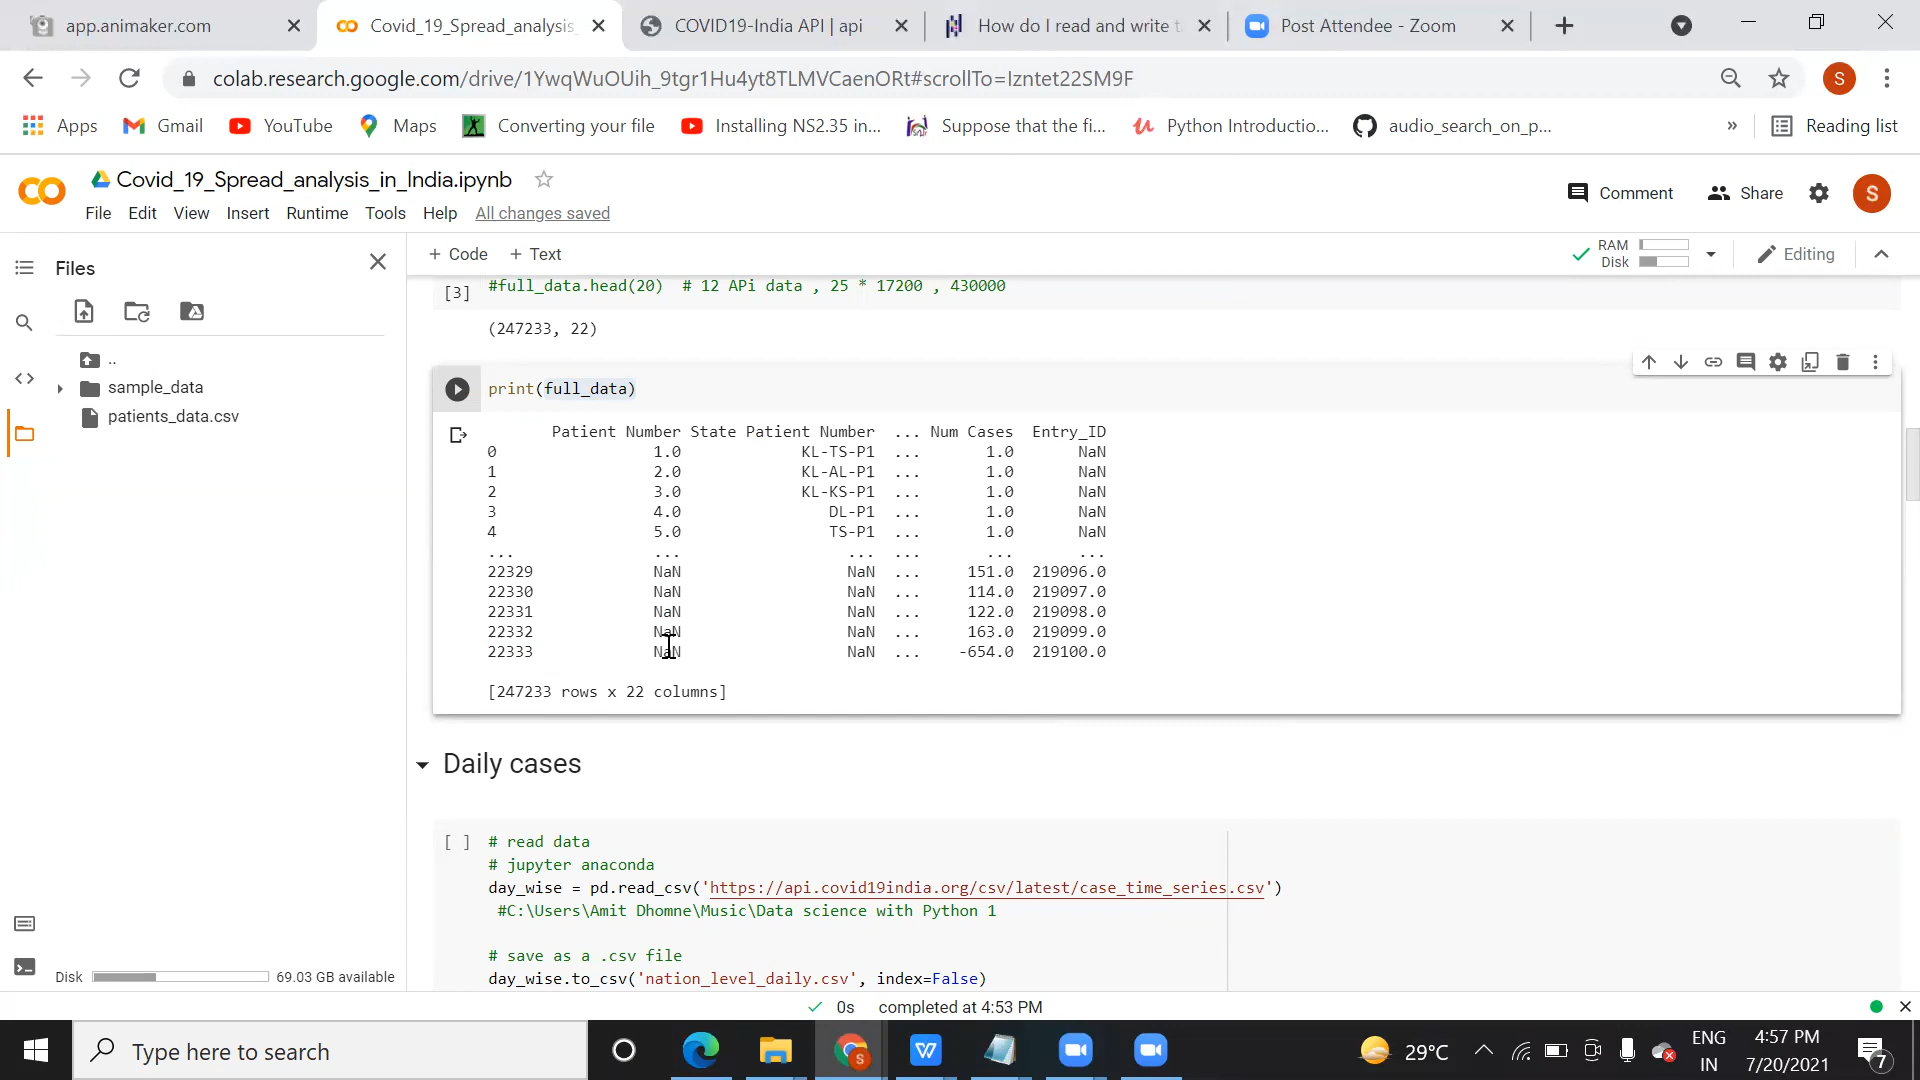 app.animaker.com
Covid_19_Spread_analysis_
COVID19-India API | api
How do I read and write t
Post Attendee - Zoom
colab.research.google.com/drive/1YwqWuOUih_9tgr1Hu4yt8TLMVCaenORt#scrollTo=Izntet22SM9F
S
Apps
Gmail
YouTube
Maps
Converting your file
Installing NS2.35 in...
Suppose that the fi...
Python Introductio...
audio_search_on_p...
»
Reading list
Covid_19_Spread_analysis_in_India.ipynb
File Edit View Insert Runtime Tools Help All changes saved
Comment
Share
S
Files
+ Code + Text
RAM
Disk
Editing
..
sample_data
patients_data.csv
[3] #full_data.head(20) # 12 APi data , 25 * 17200 , 430000
(247233, 22)
print(full_data)
Patient Number State Patient Number ... Num Cases Entry_ID
0 1.0 KL-TS-P1 ... 1.0 NaN
1 2.0 KL-AL-P1 ... 1.0 NaN
2 3.0 KL-KS-P1 ... 1.0 NaN
3 4.0 DL-P1 ... 1.0 NaN
4 5.0 TS-P1 ... 1.0 NaN
... ... ... ... ... ...
22329 NaN NaN ... 151.0 219096.0
22330 NaN NaN ... 114.0 219097.0
22331 NaN NaN ... 122.0 219098.0
22332 NaN NaN ... 163.0 219099.0
22333 NaN NaN ... -654.0 219100.0
[247233 rows x 22 columns]
Daily cases
[ ] # read data
# jupyter anaconda
day_wise = pd.read_csv('https://api.covid19india.org/csv/latest/case_time_series.csv')
#C:\Users\Amit Dhomne\Music\Data science with Python 1
# save as a .csv file
day_wise.to_csv('nation_level_daily.csv', index=False)
Disk 69.03 GB available
0s completed at 4:53 PM
Type here to search
29°C
ENG
IN
4:57 PM
7/20/2021
7